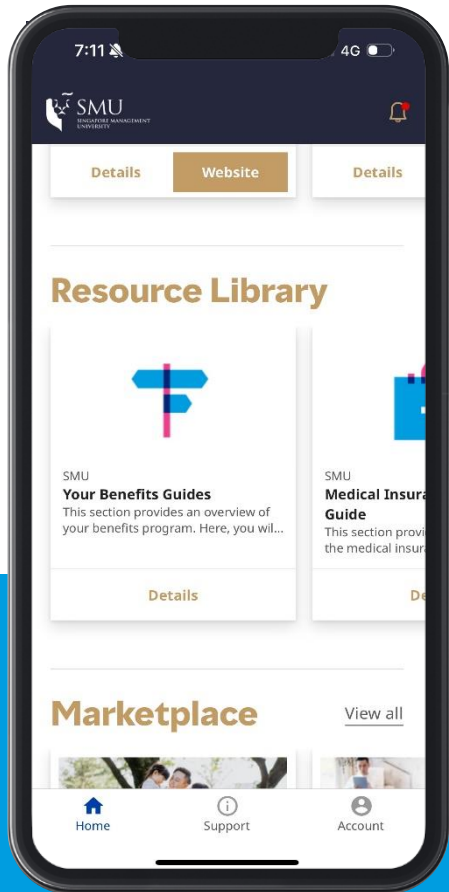 7:11
4G
SMU
SINGAPORE MANAGEMENT
UNIVERSITY
Details
Website
Details
Resource Library
SMU
Your Benefits Guides
This section provides an overview of
your benefits program. Here, you wil...
Details
SMU
Medical Insura
Guide
This section provi
the medical insura
De
Marketplace
View all
Home
Support
Account